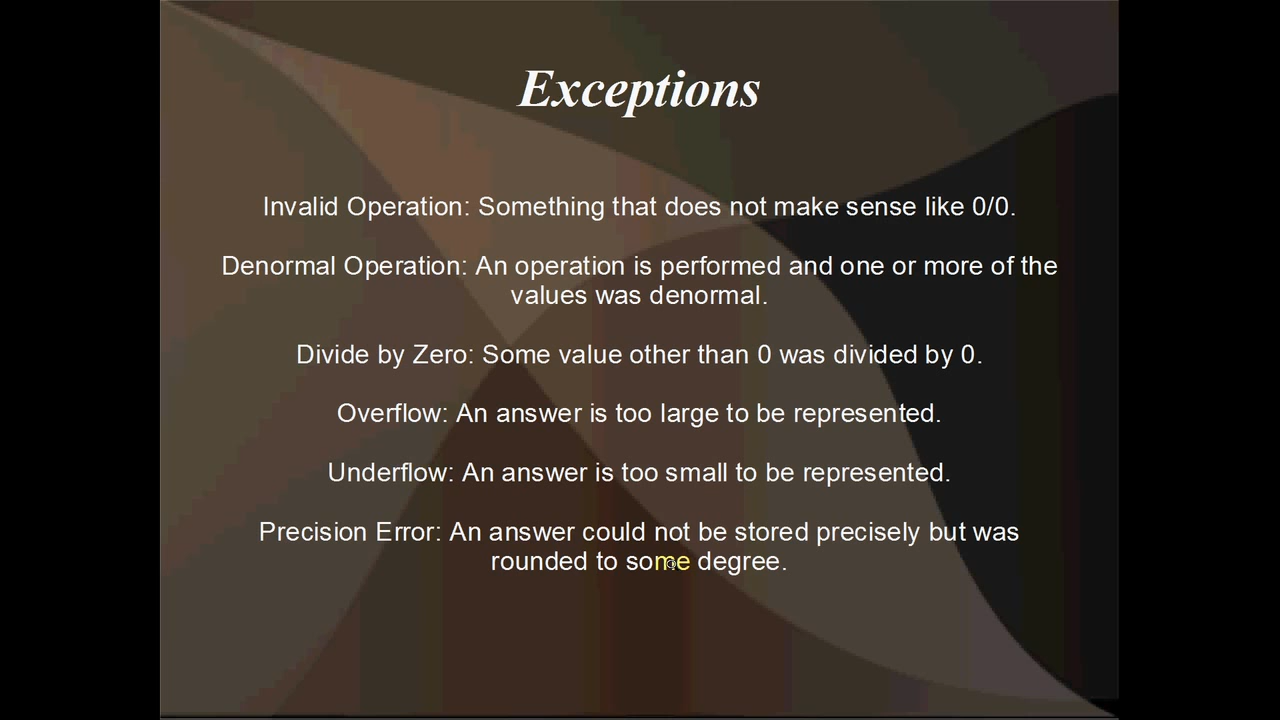 Exceptions
Invalid Operation: Something that does not make sense like 0/0.
Denormal Operation: An operation is performed and one or more of the
values was denormal.
Divide by Zero: Some value other than 0 was divided by 0.
Overflow: An answer is too large to be represented.
Underflow: An answer is too small to be represented.
Precision Error: An answer could not be stored precisely but was
rounded to some degree.